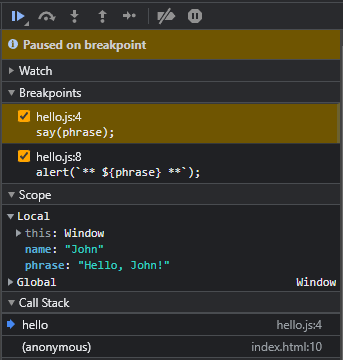 Paused on breakpoint
Watch
Breakpoints
hello.js:4
say(phrase);
hello.js:8
alert(`** ${phrase} **`);
Scope
Local
this: Window
name: "John"
phrase: "Hello, John!"
Global Window
Call Stack
hello hello.js:4
(anonymous) index.html:10